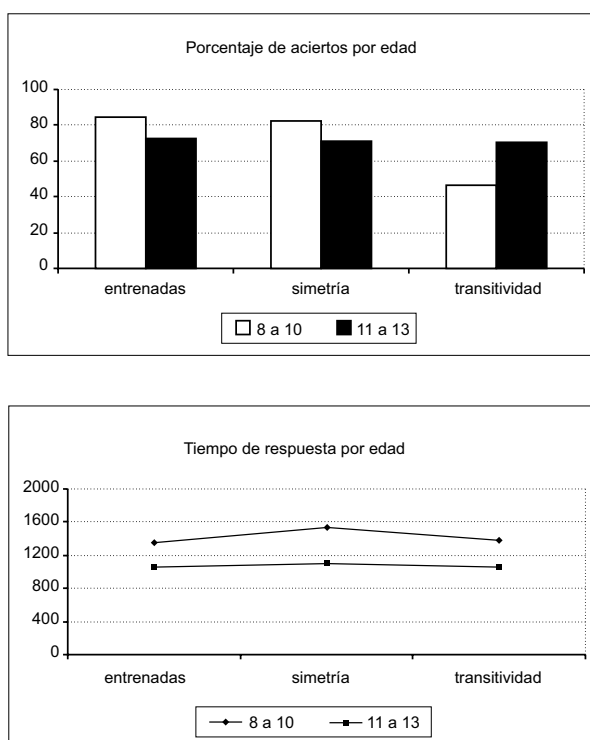 Porcentaje de aciertos por edad
100
80
60
40
20
0
entrenadas simetría transitividad
8 a 10 11 a 13
Tiempo de respuesta por edad
2000
1600
1200
800
400
0
entrenadas simetría transitividad
8 a 10 11 a 13